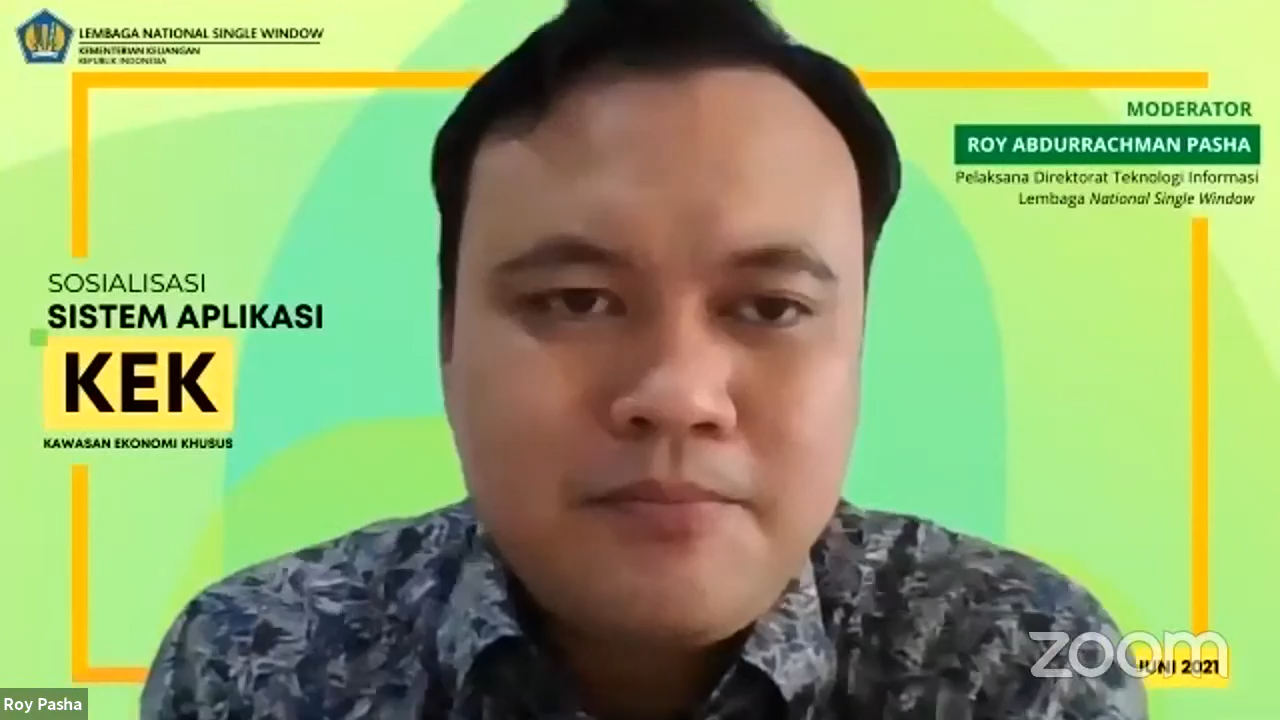 LEMBAGA NATIONAL SINGLE WINDOW
KEMENTERIAN KEUANGAN
REPUBLIK INDONESIA
MODERATOR
ROY ABDURRACHMAN PASHA
Pelaksana Direktorat Teknologi Informasi
Lembaga National Single Window
SOSIALISASI
SISTEM APLIKASI
KEK
KAWASAN EKONOMI KHUSUS
zoom
JUNI 2021
Roy Pasha